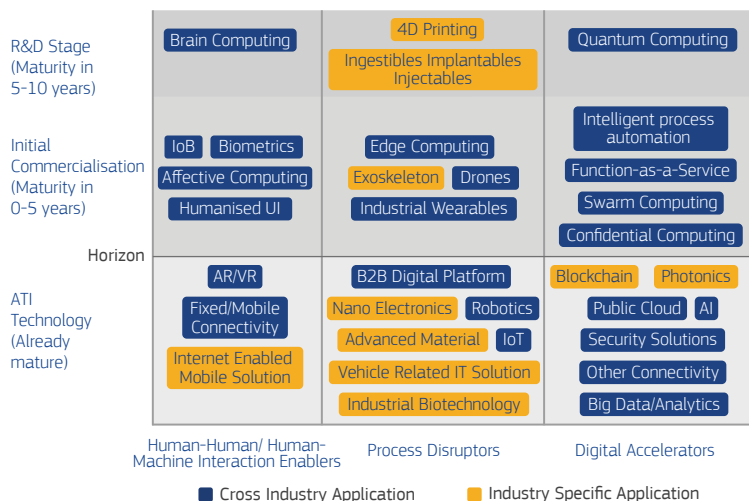 R&D Stage
(Maturity in
5-10 years)
Brain Computing
4D Printing
Ingestibles Implantables
Injectables
Quantum Computing
Initial
Commercialisation
(Maturity in
0-5 years)
IoB
Biometrics
Affective Computing
Humanised UI
Edge Computing
Exoskeleton
Drones
Industrial Wearables
Intelligent process
automation
Function-as-a-Service
Swarm Computing
Confidential Computing
Horizon
ATI
Technology
(Already
mature)
AR/VR
Fixed/Mobile
Connectivity
Internet Enabled
Mobile Solution
B2B Digital Platform
Nano Electronics
Robotics
Advanced Material
IoT
Vehicle Related IT Solution
Industrial Biotechnology
Blockchain
Photonics
Public Cloud
AI
Security Solutions
Other Connectivity
Big Data/Analytics
Human-Human/ Human-
Machine Interaction Enablers
Process Disruptors
Digital Accelerators
Cross Industry Application
Industry Specific Application